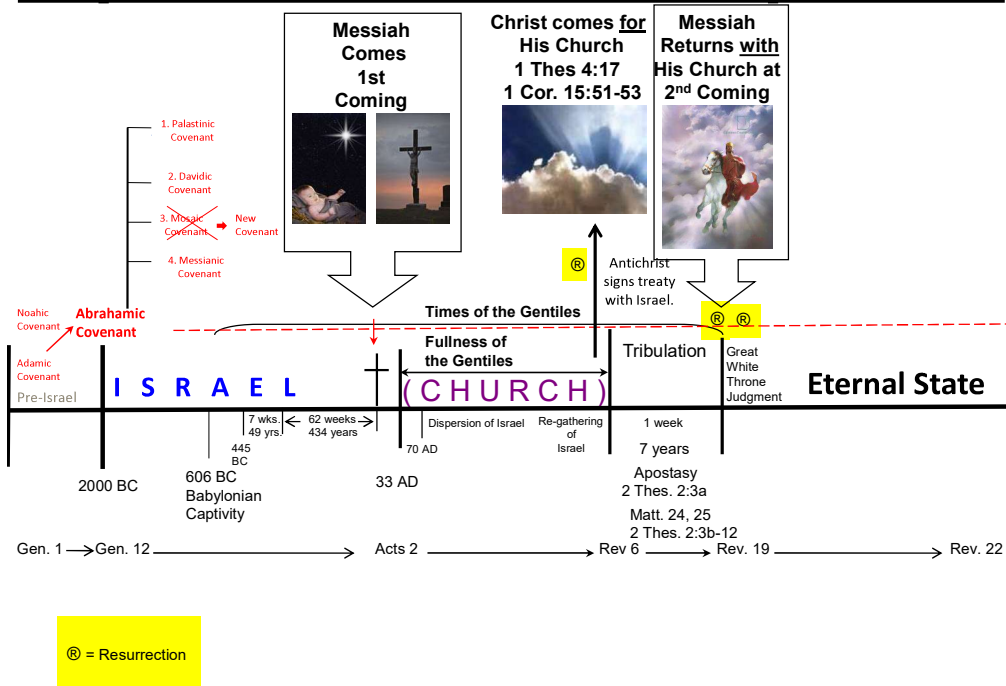 Messiah
Comes
1st
Coming
Christ comes for
His Church
1 Thes 4:17
1 Cor. 15:51-53
Messiah
Returns with
His Church at
2nd Coming
1. Palastinic
Covenant
2. Davidic
Covenant
3. Mosaic
Covenant
New
Covenant
4. Messianic
Covenant
Noahic
Covenant
Abrahamic
Covenant
Adamic
Covenant
Pre-Israel
®
Antichrist
signs treaty
with Israel.
® ®
Times of the Gentiles
Fullness of
the Gentiles
Tribulation
Great
White
Throne
Judgment
Eternal State
I S R A E L
( C H U R C H )
7 wks.
49 yrs.
62 weeks
434 years
Dispersion of Israel
Re-gathering
of
Israel
1 week
445
BC
70 AD
7 years
2000 BC
606 BC
Babylonian
Captivity
33 AD
Apostasy
2 Thes. 2:3a
Matt. 24, 25
2 Thes. 2:3b-12
Gen. 1 Gen. 12 Acts 2 Rev 6 Rev. 19 Rev. 22
® = Resurrection